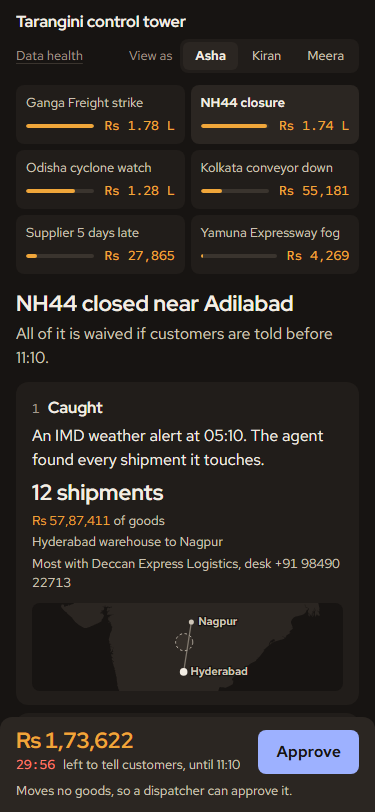 Tarangini control tower
Data health
View as
Asha
Kiran
Meera
Ganga Freight strike
Rs 1.78 L
NH44 closure
Rs 1.74 L
Odisha cyclone watch
Rs 1.28 L
Kolkata conveyor down
Rs 55,181
Supplier 5 days late
Rs 27,865
Yamuna Expressway fog
Rs 4,269
NH44 closed near Adilabad
All of it is waived if customers are told before
11:10.
1 Caught
An IMD weather alert at 05:10. The agent
found every shipment it touches.
12 shipments
Rs 57,87,411 of goods
Hyderabad warehouse to Nagpur
Most with Deccan Express Logistics, desk +91 98490
22713
Nagpur
Hyderabad
Rs 1,73,622
29:56 left to tell customers, until 11:10
Approve
Moves no goods, so a dispatcher can approve it.